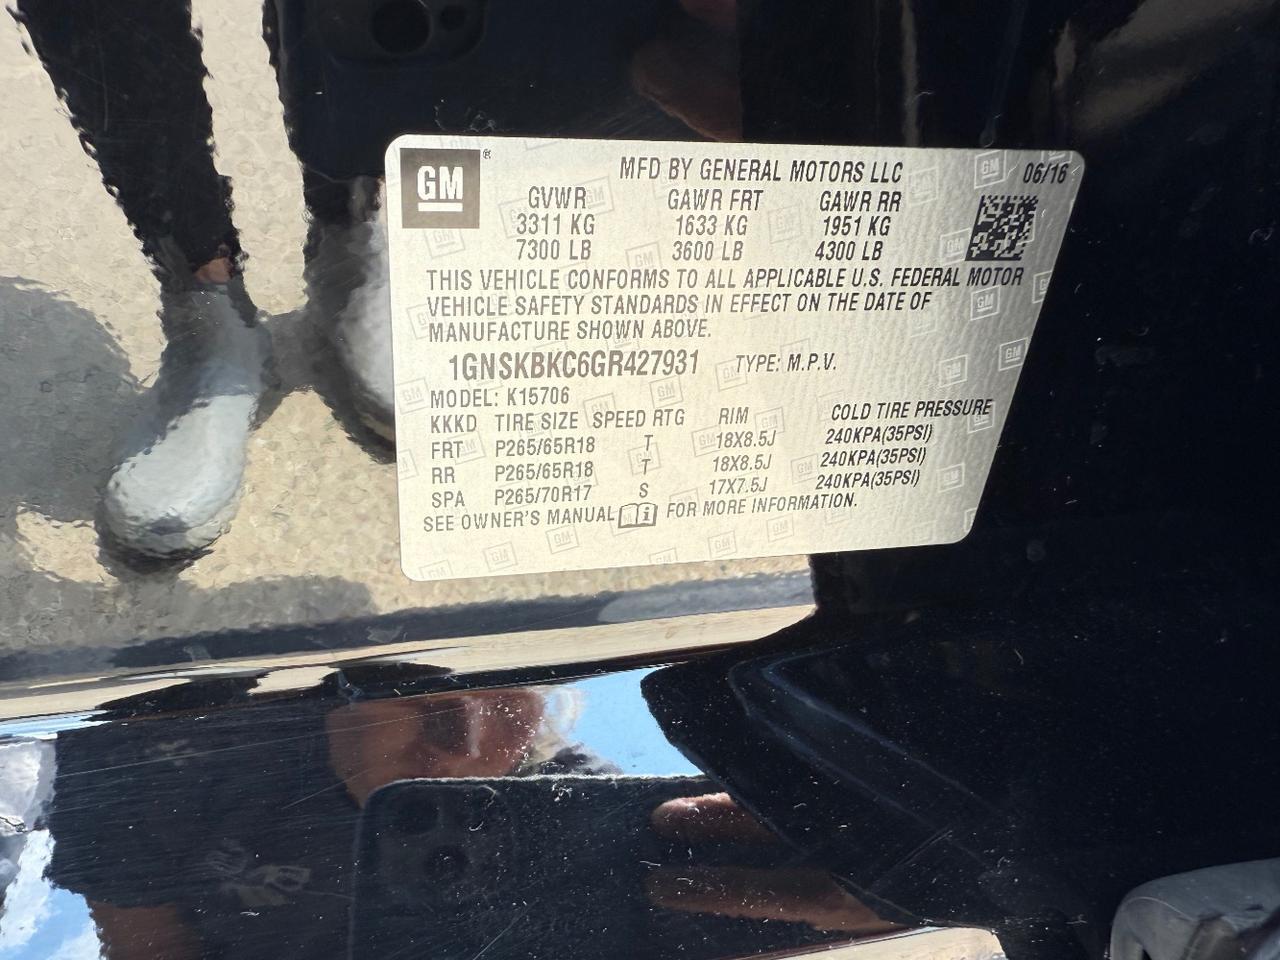 GM ® MFD BY GENERAL MOTORS LLC 06/16
GVWR GAWR FRT GAWR RR
3311 KG 1633 KG 1951 KG
7300 LB 3600 LB 4300 LB
THIS VEHICLE CONFORMS TO ALL APPLICABLE U.S. FEDERAL MOTOR
VEHICLE SAFETY STANDARDS IN EFFECT ON THE DATE OF
MANUFACTURE SHOWN ABOVE.
1GNSKBKC6GR427931 TYPE: M.P.V.
MODEL: K15706
KKKD TIRE SIZE SPEED RTG RIM COLD TIRE PRESSURE
FRT P265/65R18 T 18X8.5J 240KPA(35PSI)
RR P265/65R18 T 18X8.5J 240KPA(35PSI)
SPA P265/70R17 S 17X7.5J 240KPA(35PSI)
SEE OWNER'S MANUAL FOR MORE INFORMATION.